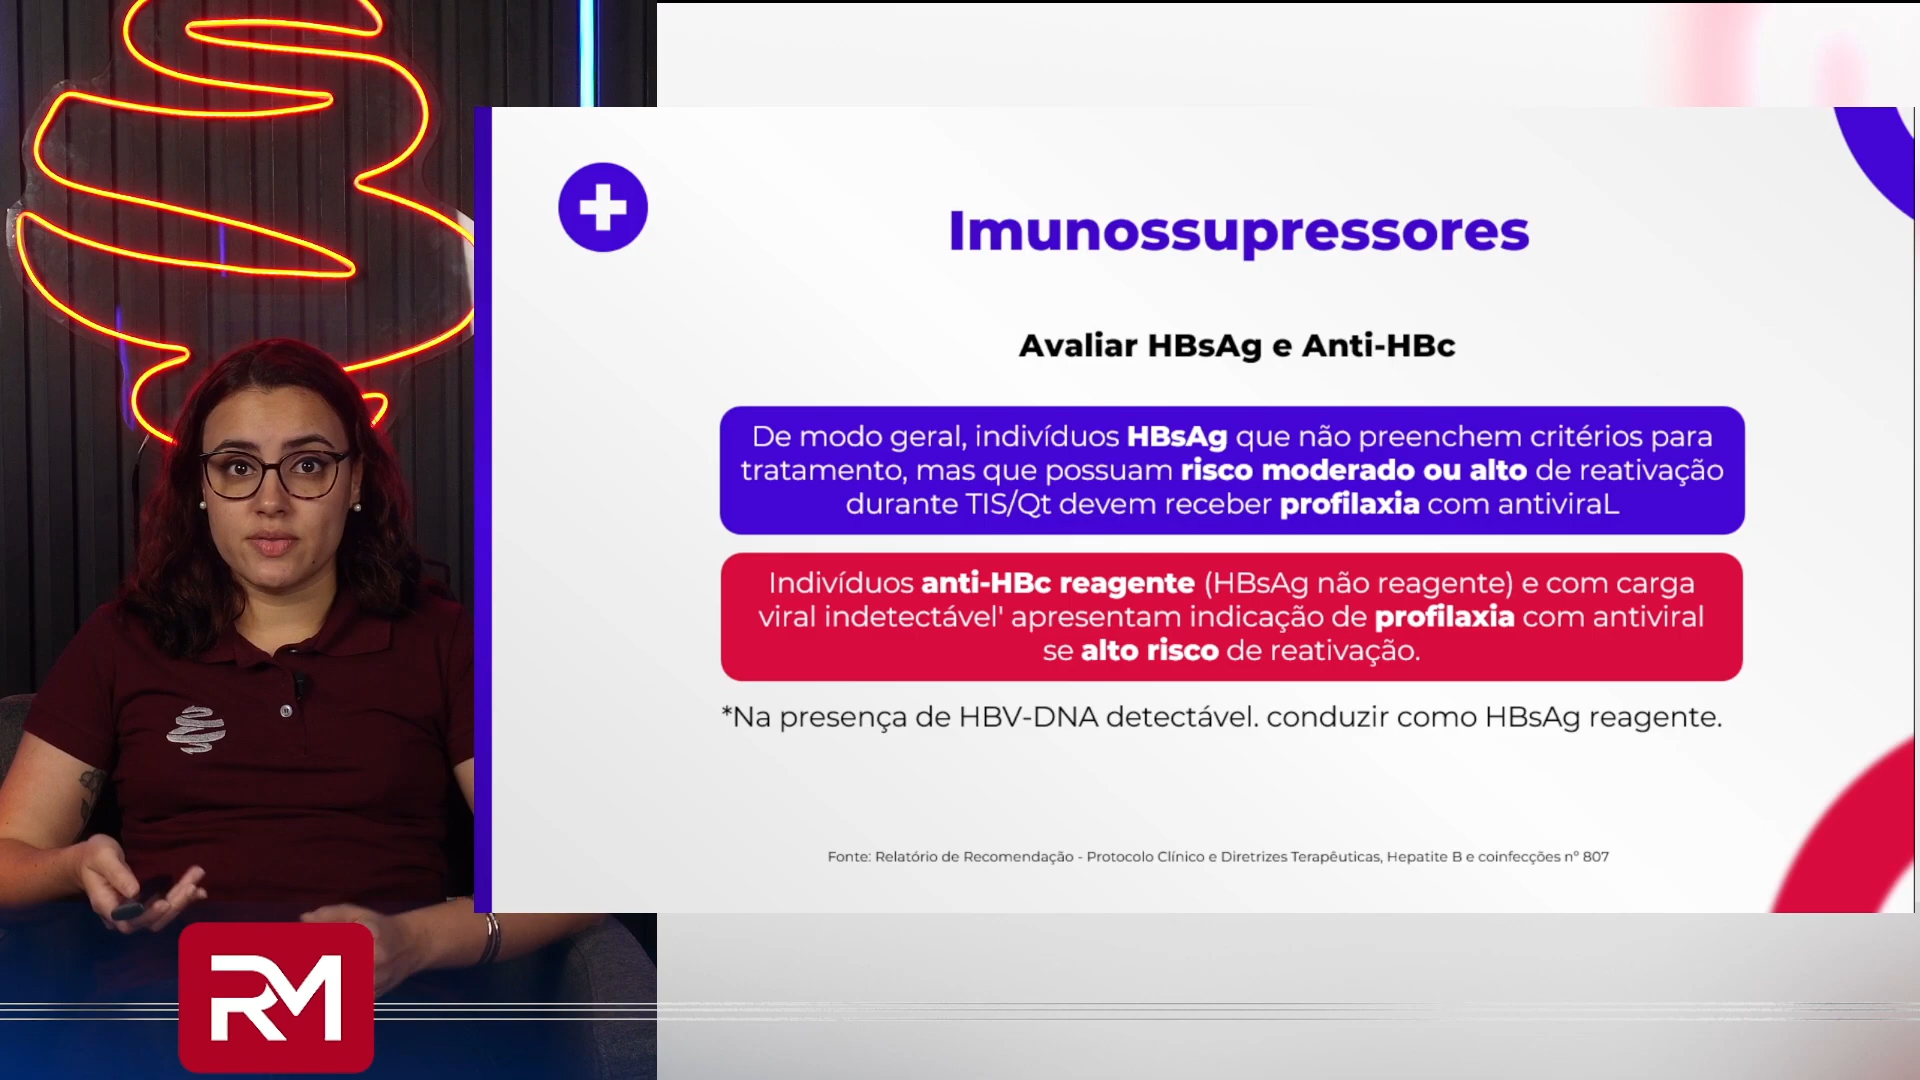 Imunossupressores
Avaliar HBsAg e Anti-HBc
De modo geral, indivíduos HBsAg que não preenchem critérios para
tratamento, mas que possuam risco moderado ou alto de reativação
durante TIS/Qt devem receber profilaxia com antiviraL
Indivíduos anti-HBc reagente (HBsAg não reagente) e com carga
viral indetectável' apresentam indicação de profilaxia com antiviral
se alto risco de reativação.
*Na presença de HBV-DNA detectável. conduzir como HBsAg reagente.
Fonte: Relatório de Recomendação - Protocolo Clínico e Diretrizes Terapêuticas, Hepatite B e coinfecções nº 807
RM